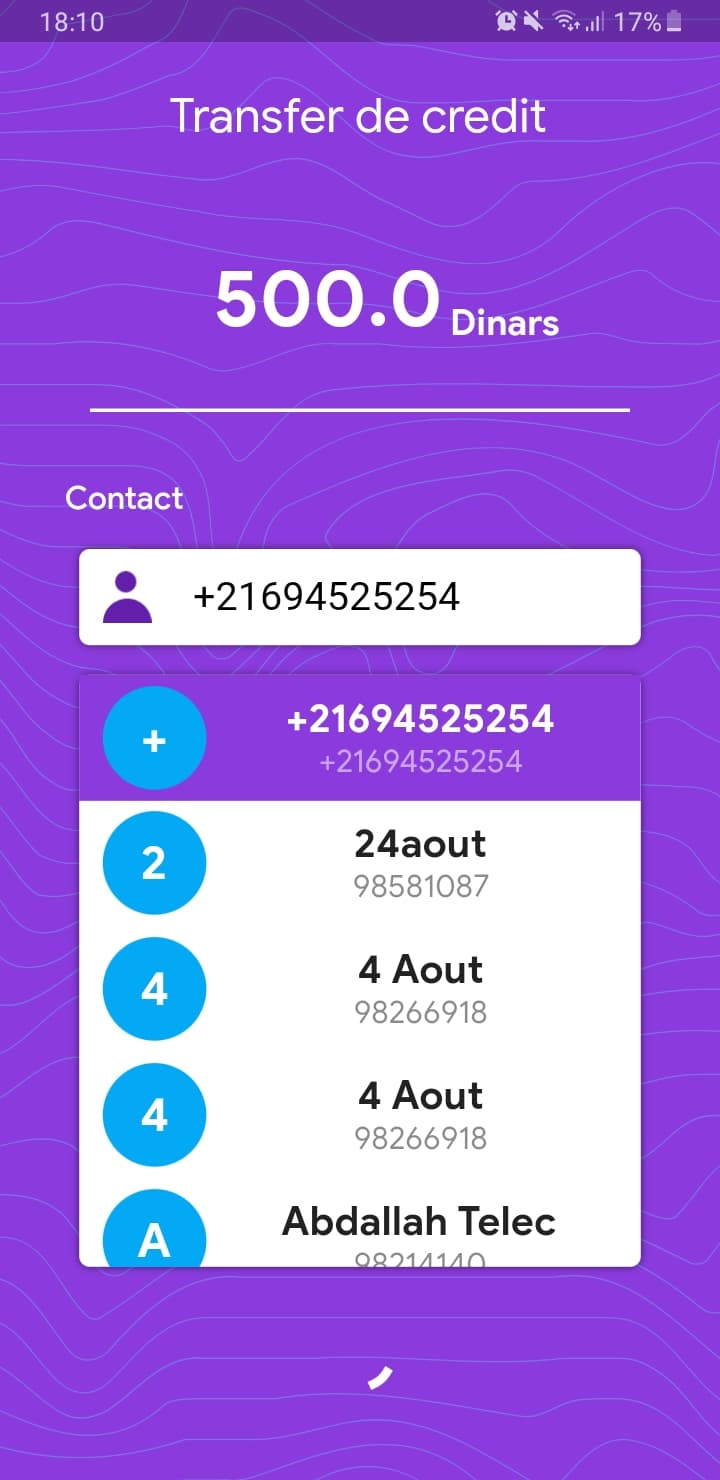 18:10
17%
Transfer de credit
500.0 Dinars
Contact
+21694525254
+
+21694525254
+21694525254
2
24aout
98581087
4
4 Aout
98266918
4
4 Aout
98266918
A
Abdallah Telec
98214140